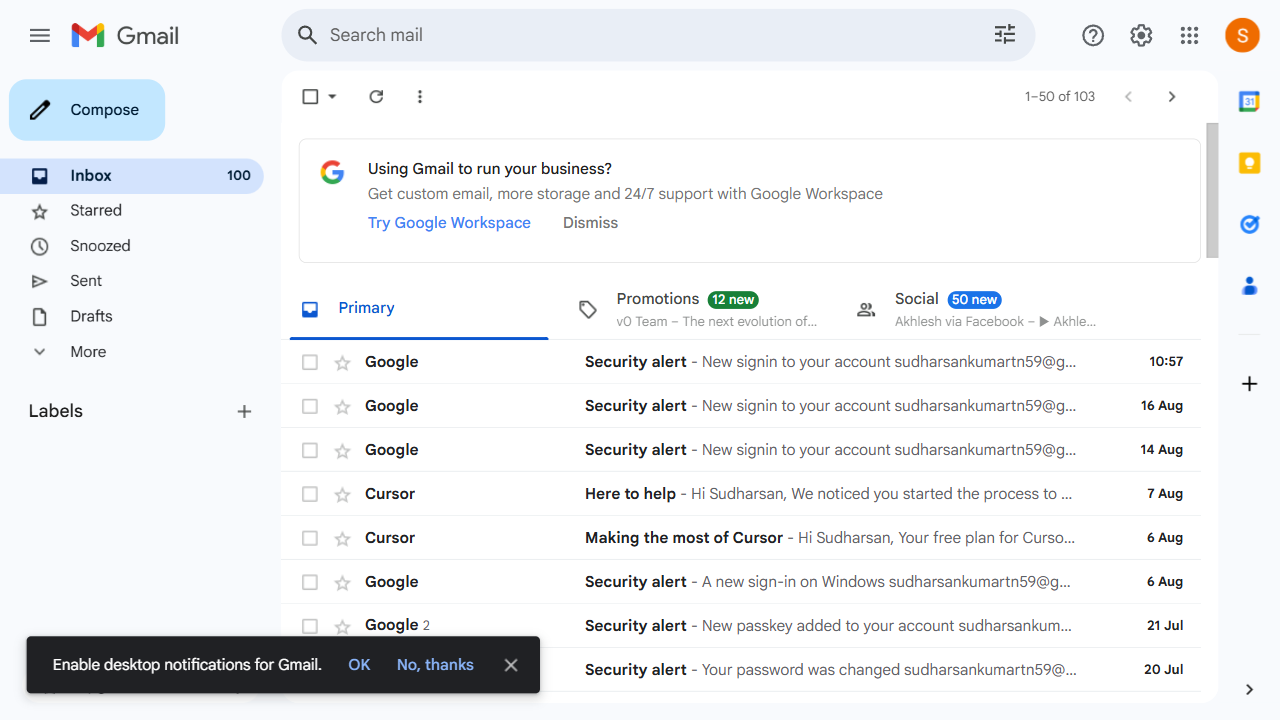 Gmail
Search mail
S
Compose
1–50 of 103
31
Inbox 100
Starred
Snoozed
Sent
Drafts
More
Labels
Using Gmail to run your business?
Get custom email, more storage and 24/7 support with Google Workspace
Try Google Workspace Dismiss
Primary
Promotions 12 new
v0 Team – The next evolution of…
Social 50 new
Akhlesh via Facebook – ▶ Akhle…
Google Security alert - New signin to your account sudharsankumartn59@g… 10:57
Google Security alert - New signin to your account sudharsankumartn59@g… 16 Aug
Google Security alert - New signin to your account sudharsankumartn59@g… 14 Aug
Cursor Here to help - Hi Sudharsan, We noticed you started the process to … 7 Aug
Cursor Making the most of Cursor - Hi Sudharsan, Your free plan for Curso… 6 Aug
Google Security alert - A new sign-in on Windows sudharsankumartn59@g… 6 Aug
Google 2 Security alert - New passkey added to your account sudharsankum… 21 Jul
Security alert - Your password was changed sudharsankumartn59@… 20 Jul
Enable desktop notifications for Gmail. OK No, thanks